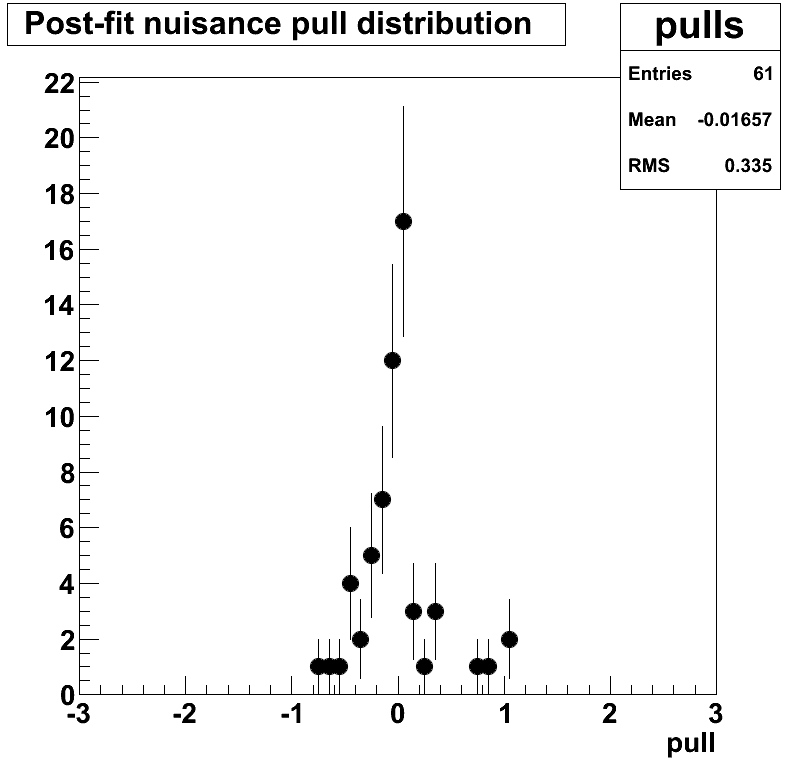 Post-fit nuisance pull distribution
pulls
Entries 61
Mean -0.01657
RMS 0.335
22
20
18
16
14
12
10
8
6
4
2
0
-3 -2 -1 0 1 2 3
pull